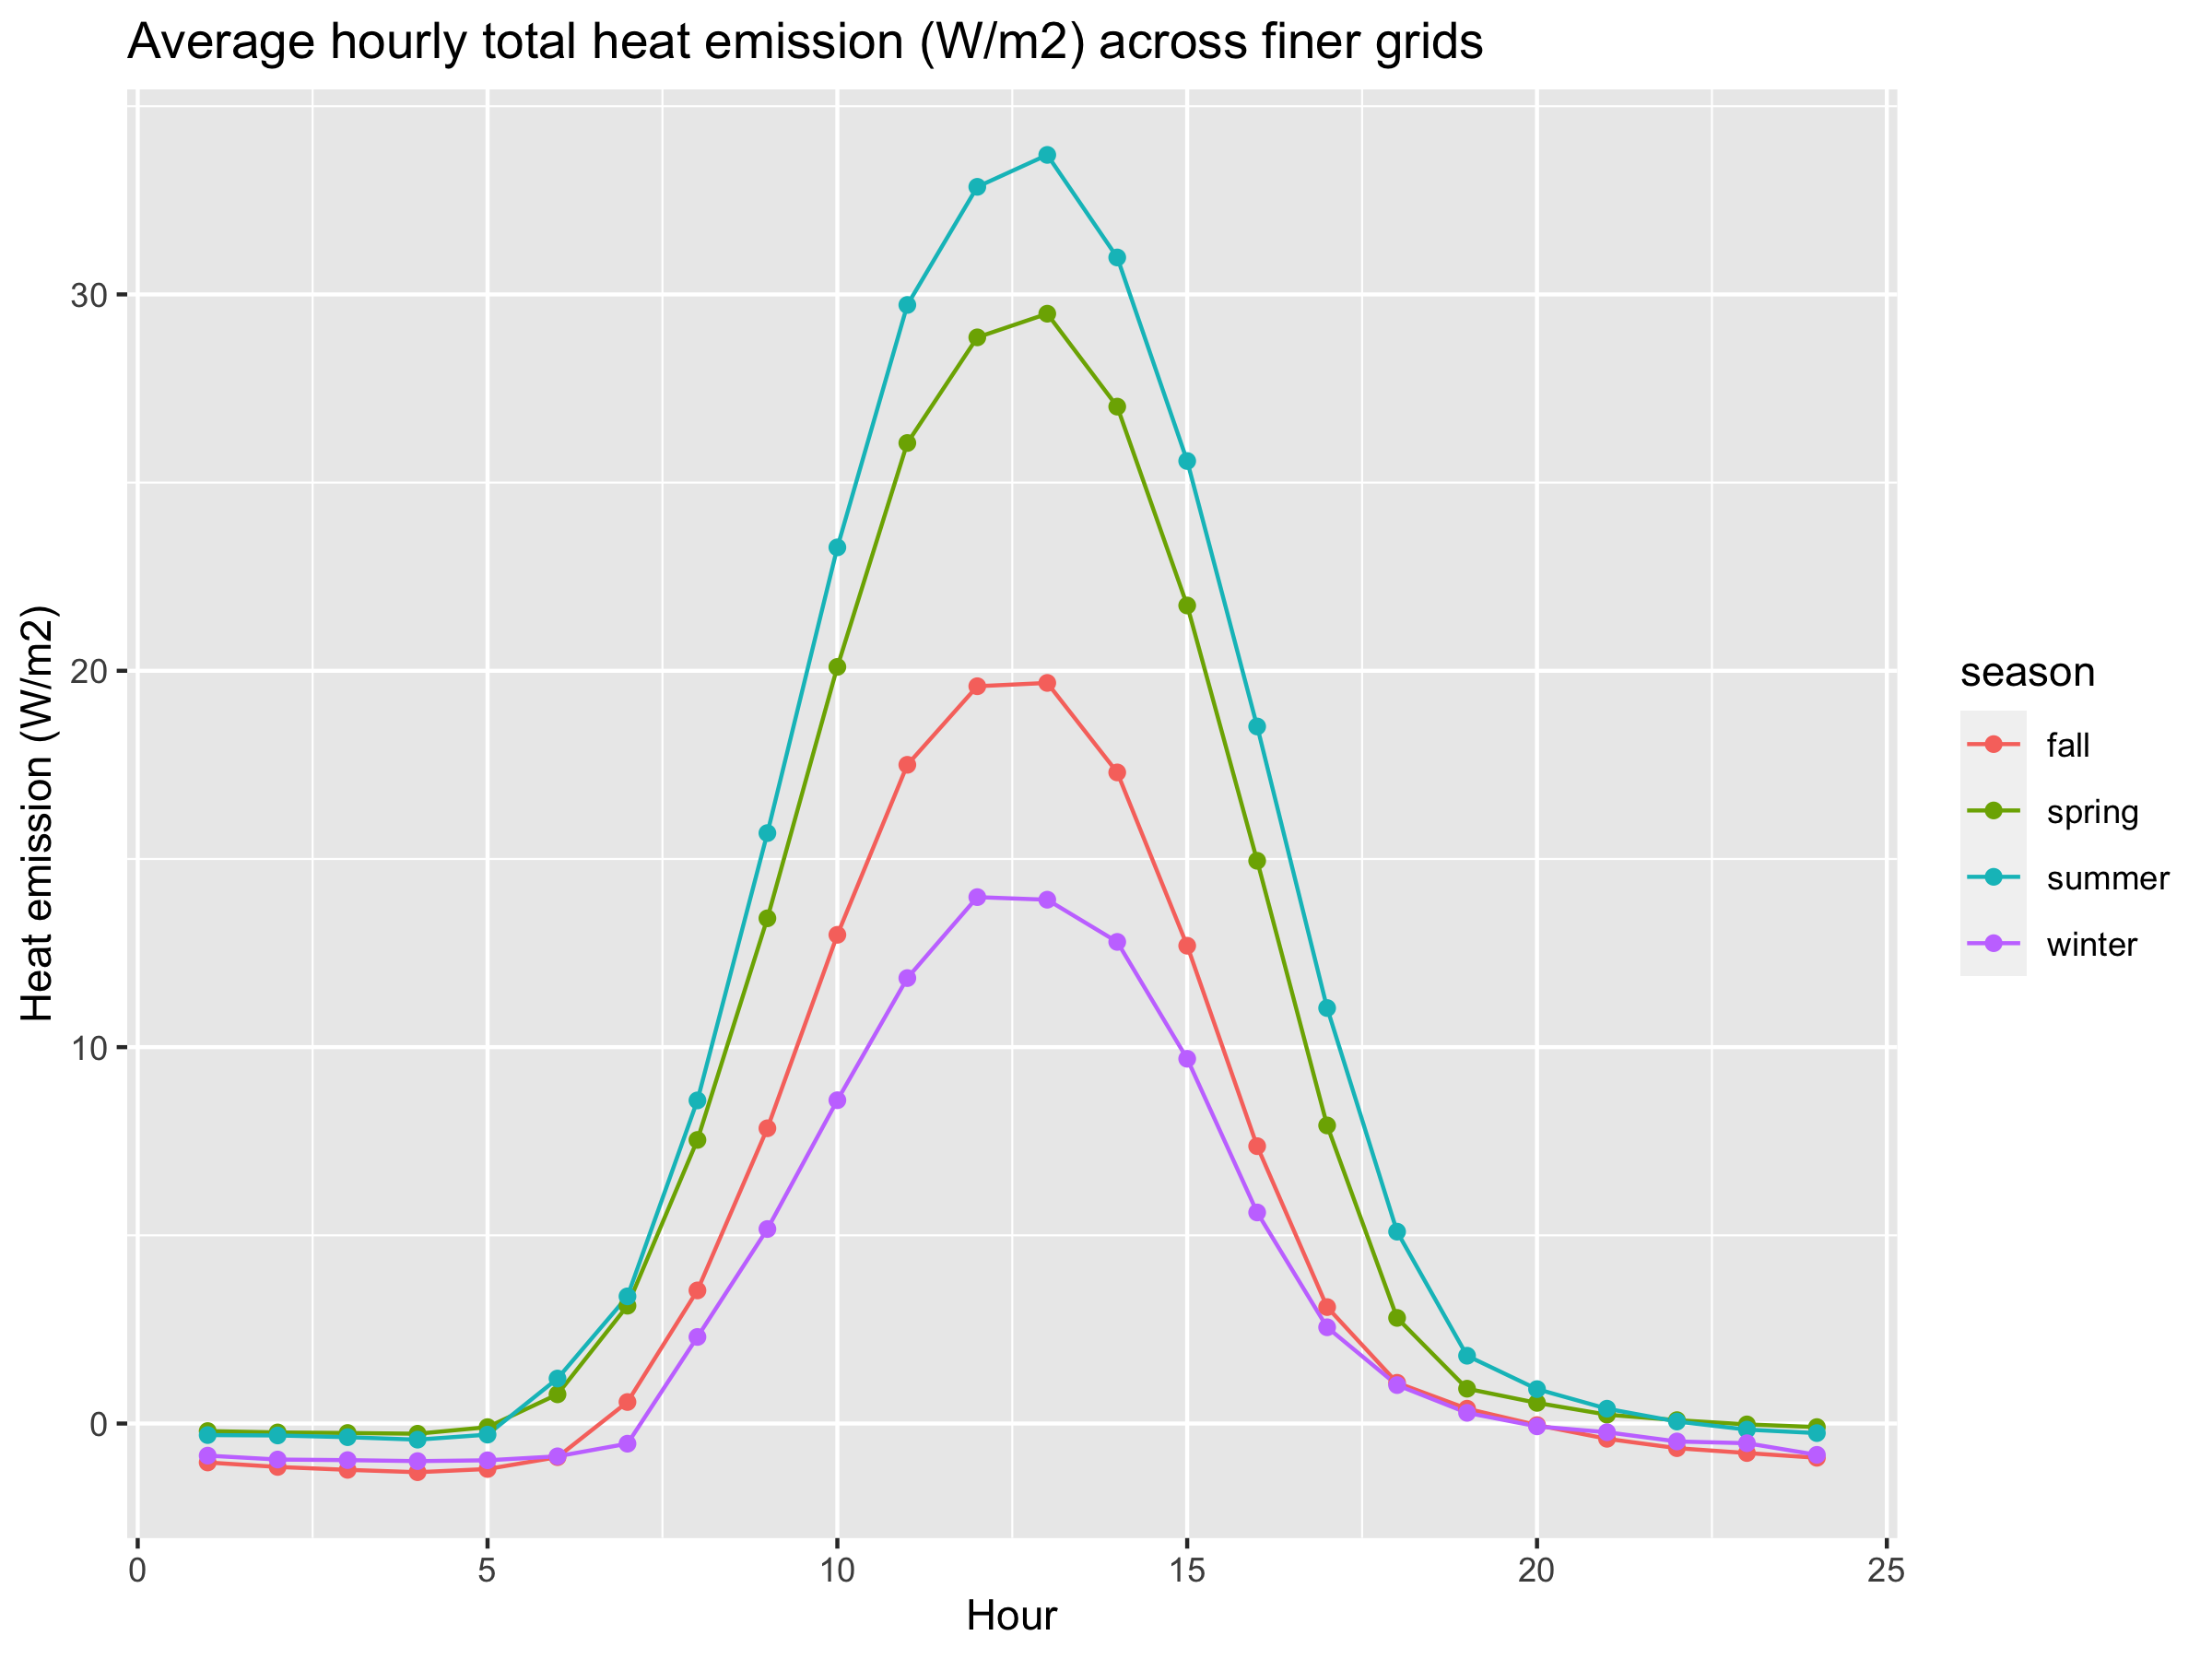 Average hourly total heat emission (W/m2) across finer grids
Heat emission (W/m2)
30
20
10
0
0 5 10 15 20 25
Hour
season
fall
spring
summer
winter